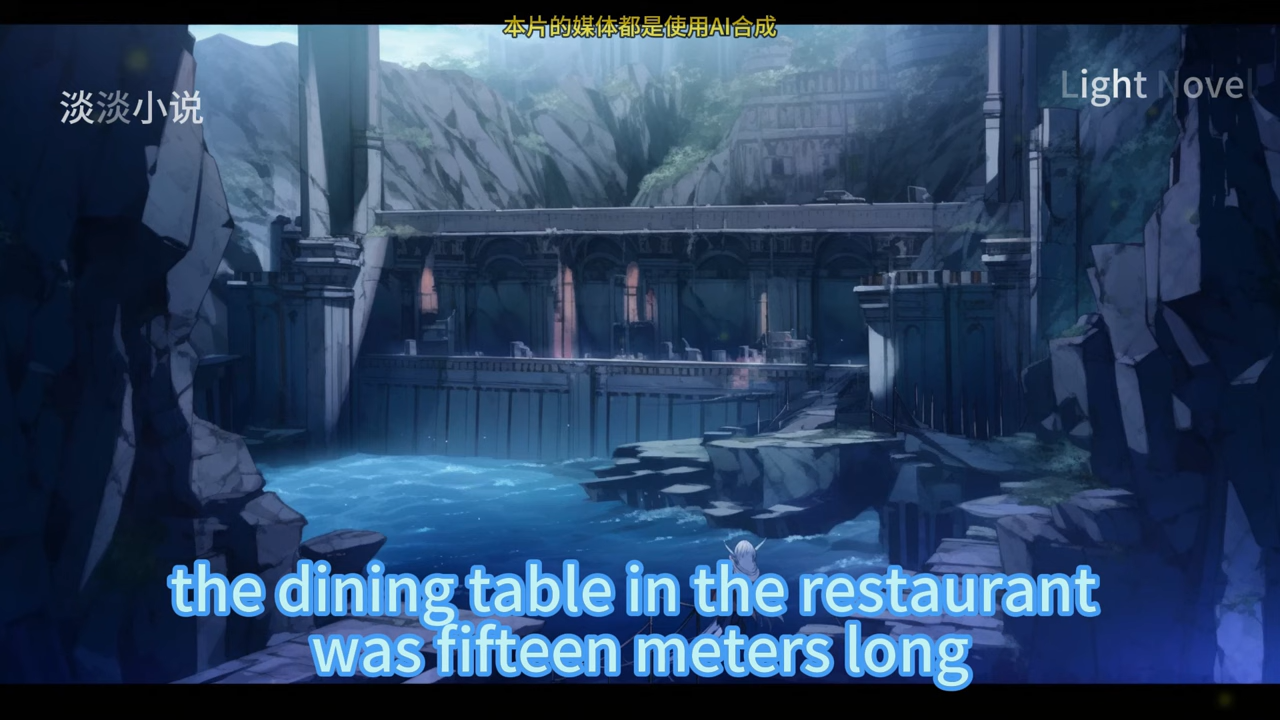 本片的媒体都是使用AI合成
淡淡小说
Light Novel
the dining table in the restaurant
was fifteen meters long